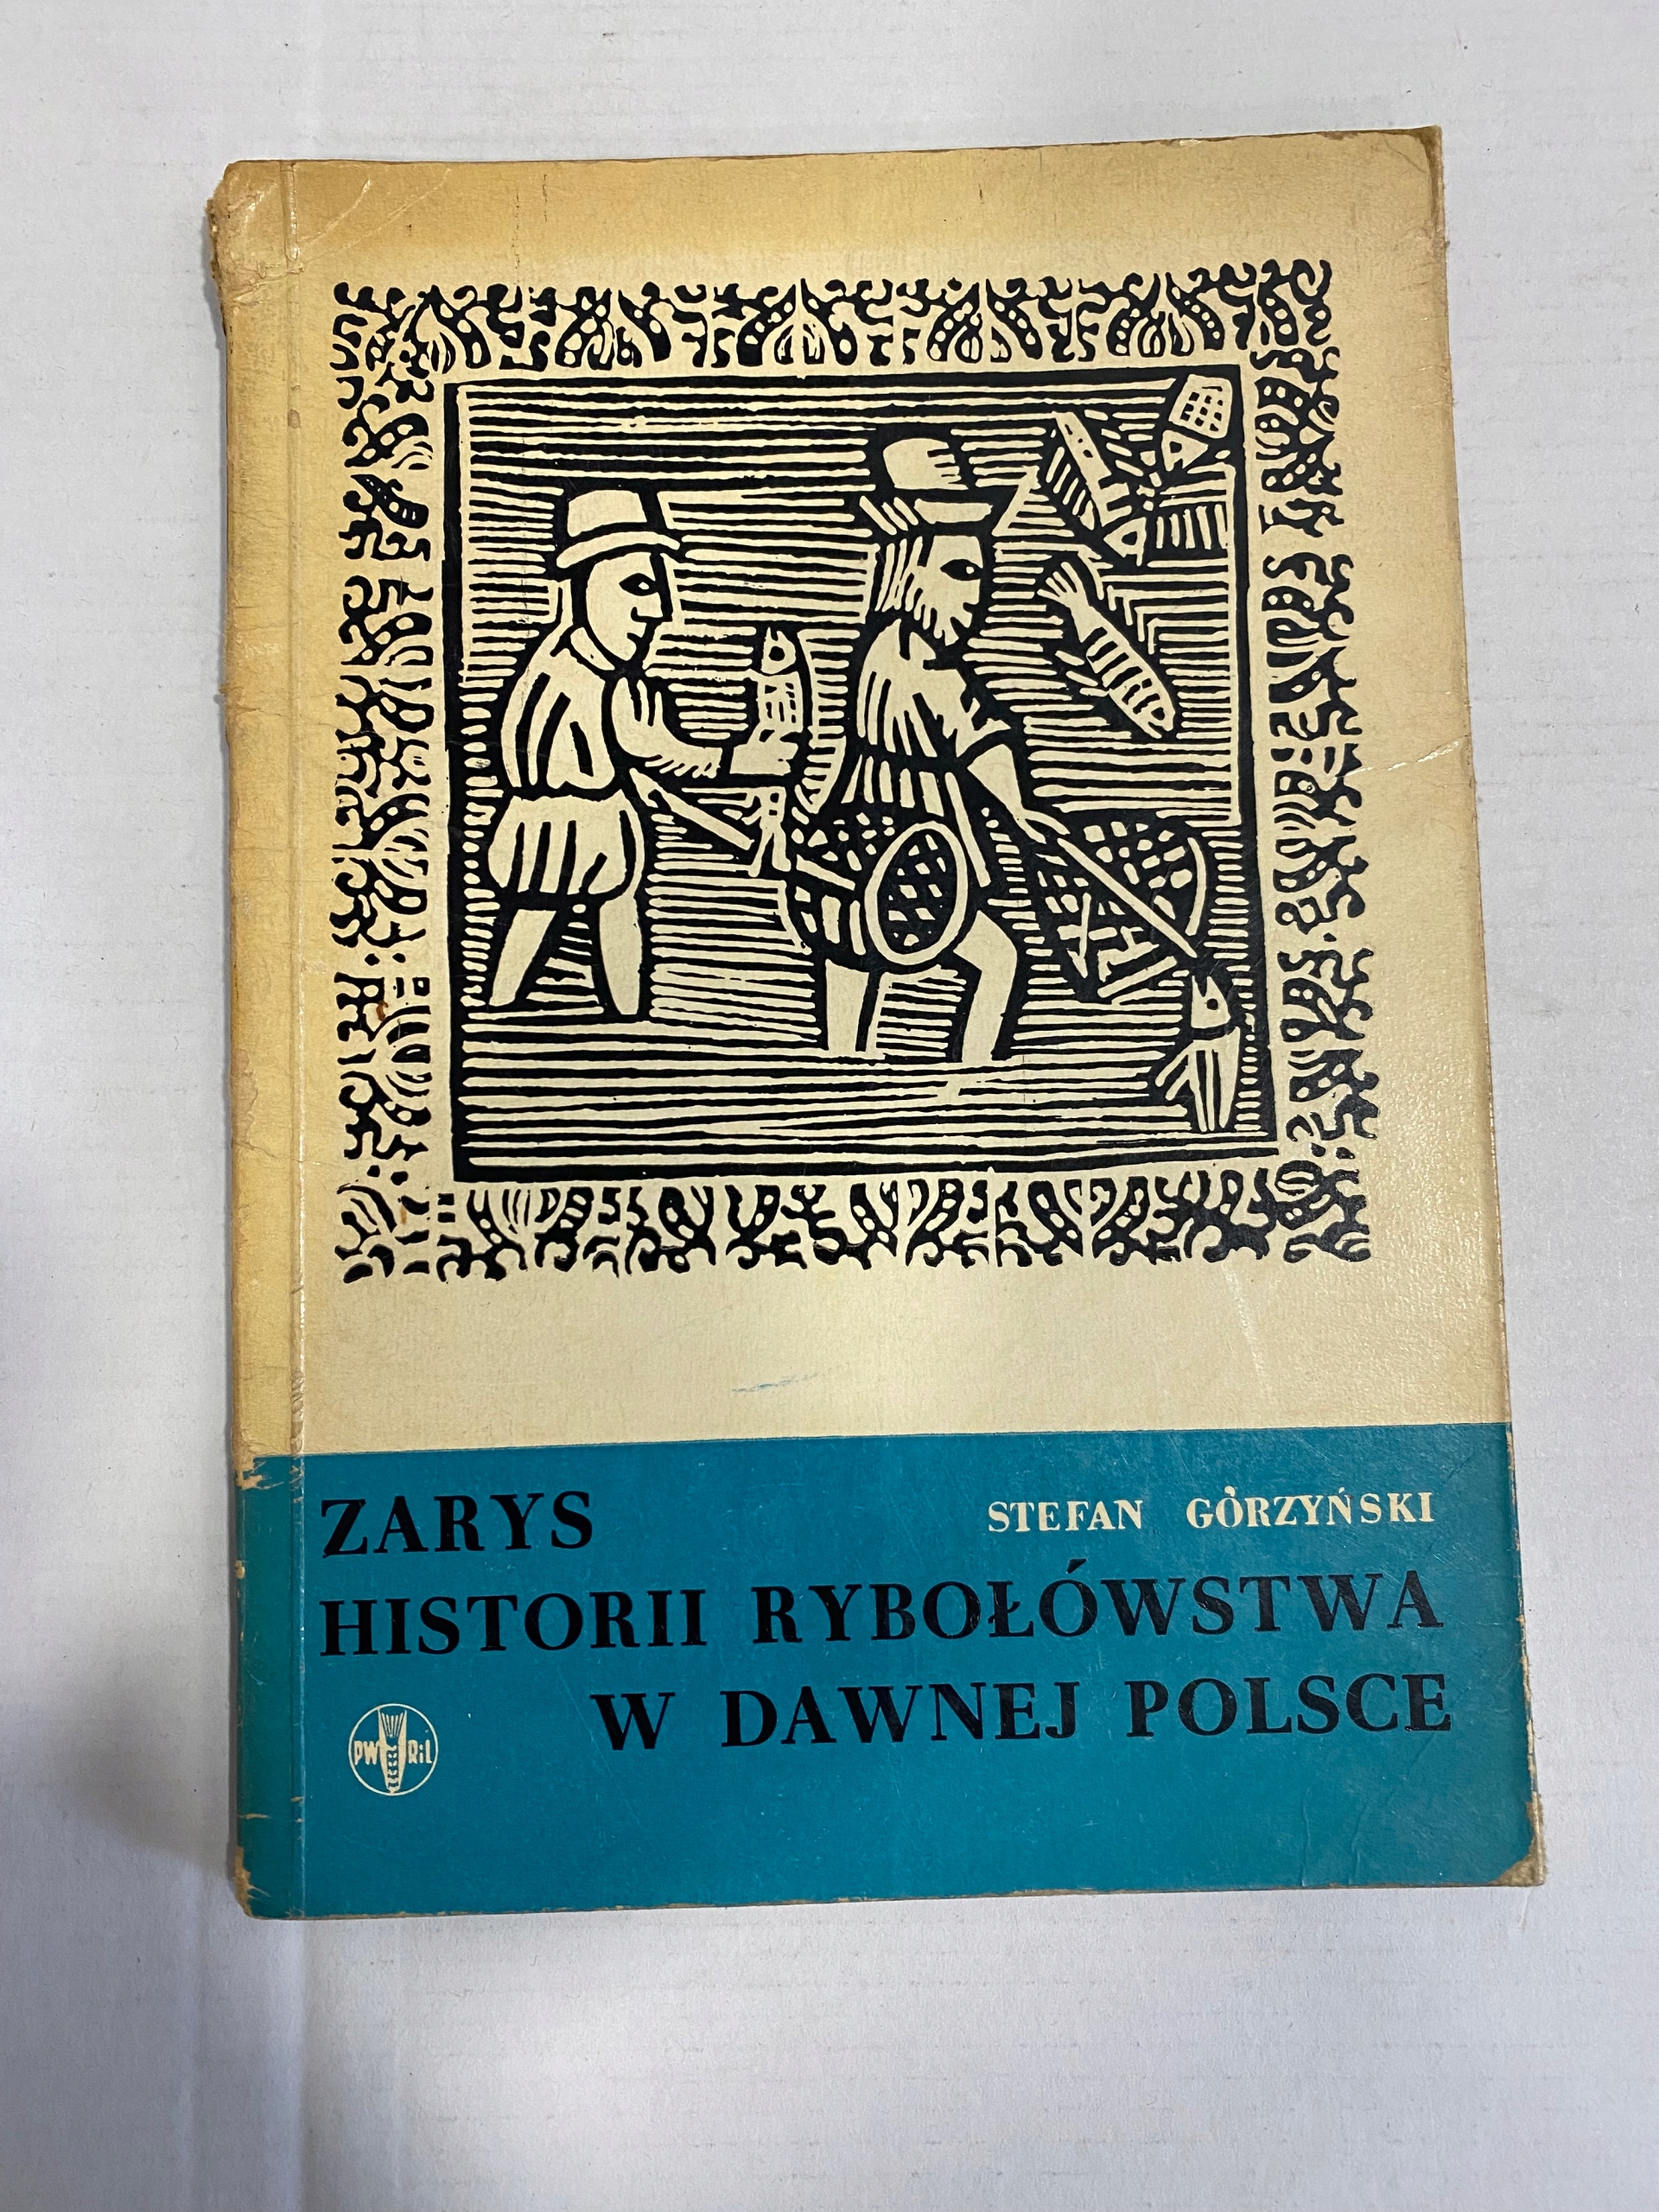 ZARYS
STEFAN GÓRZYŃSKI
HISTORII RYBOŁÓWSTWA
W DAWNEJ POLSCE
PWRiL